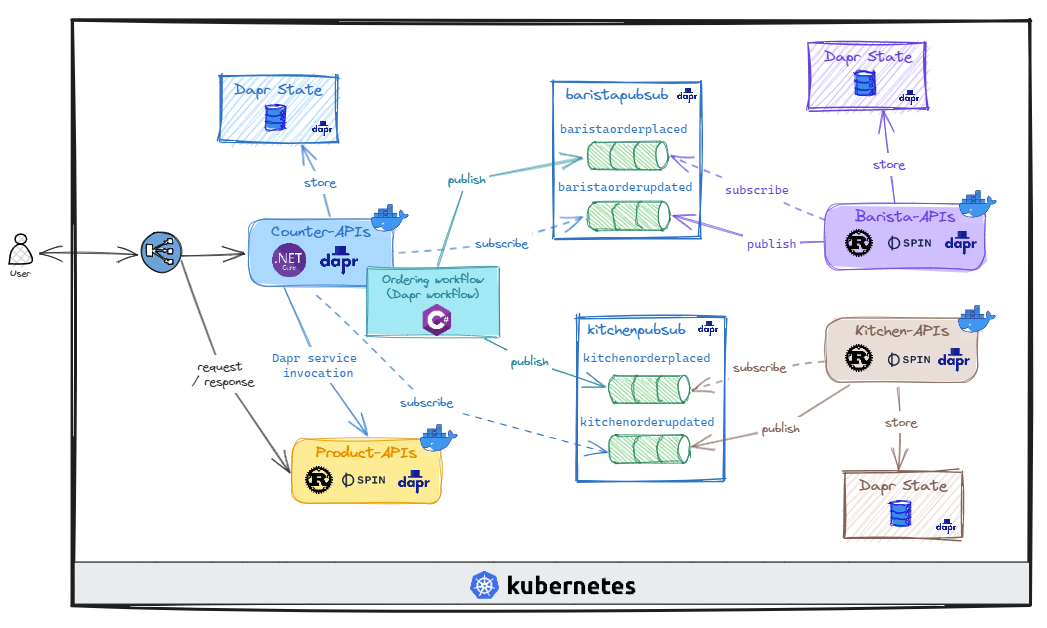 Dapr State
dapr
store
User
Counter-APIs
.NET
Core
dapr
Ordering workflow
(Dapr workflow)
C#
request
/ response
Dapr service
invocation
Product-APIs
R
SPIN
dapr
publish
subscribe
publish
subscribe
baristapubsub
dapr
baristaorderplaced
baristaorderupdated
kitchenpubsub
dapr
kitchenorderplaced
kitchenorderupdated
subscribe
publish
subscribe
publish
Dapr State
dapr
store
Barista-APIs
R
SPIN
dapr
Kitchen-APIs
R
SPIN
dapr
store
Dapr State
dapr
kubernetes